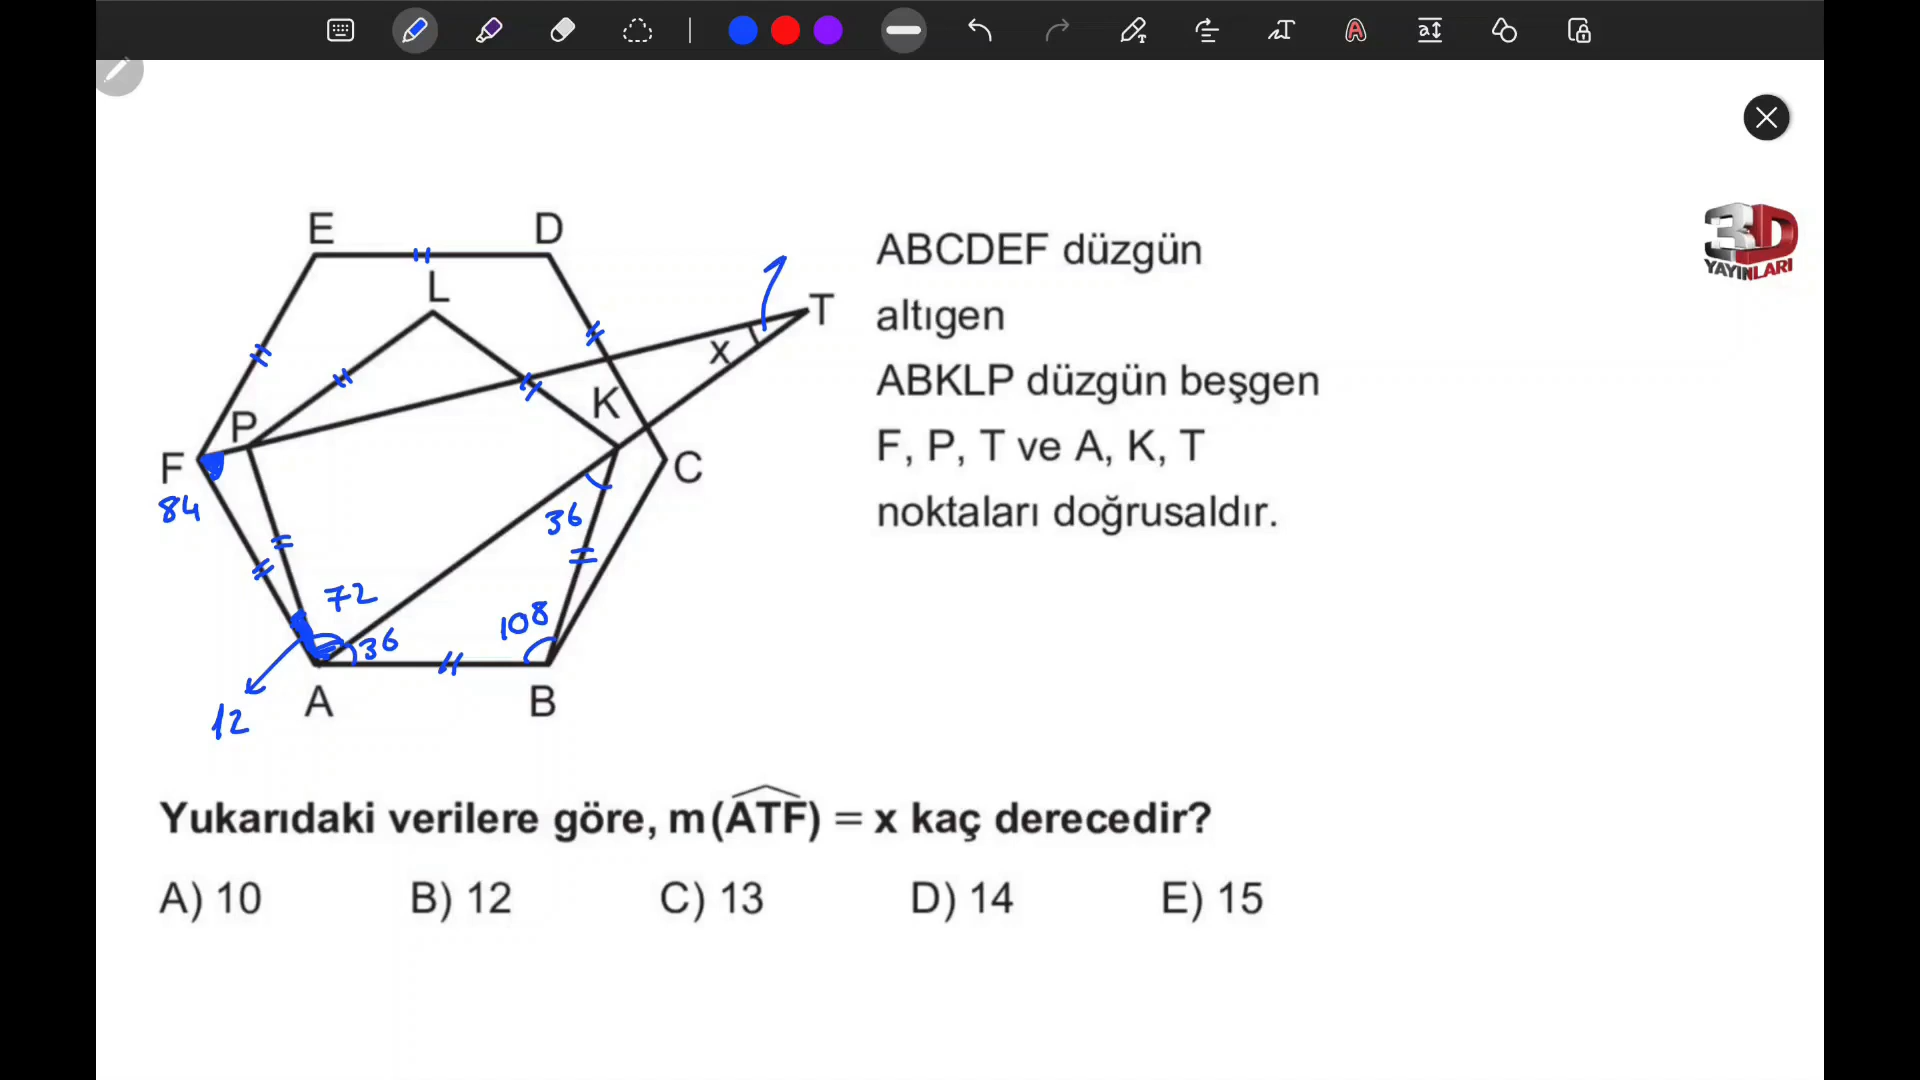 E
D
L
T
x
K
P
F
C
84
36
72
108
36
A
B
12
ABCDEF düzgün
altıgen
ABKLP düzgün beşgen
F, P, T ve A, K, T
noktaları doğrusaldır.
3D
YAYINLARI
Yukarıdaki verilere göre, m(ATF) = x kaç derecedir?
A) 10
B) 12
C) 13
D) 14
E) 15